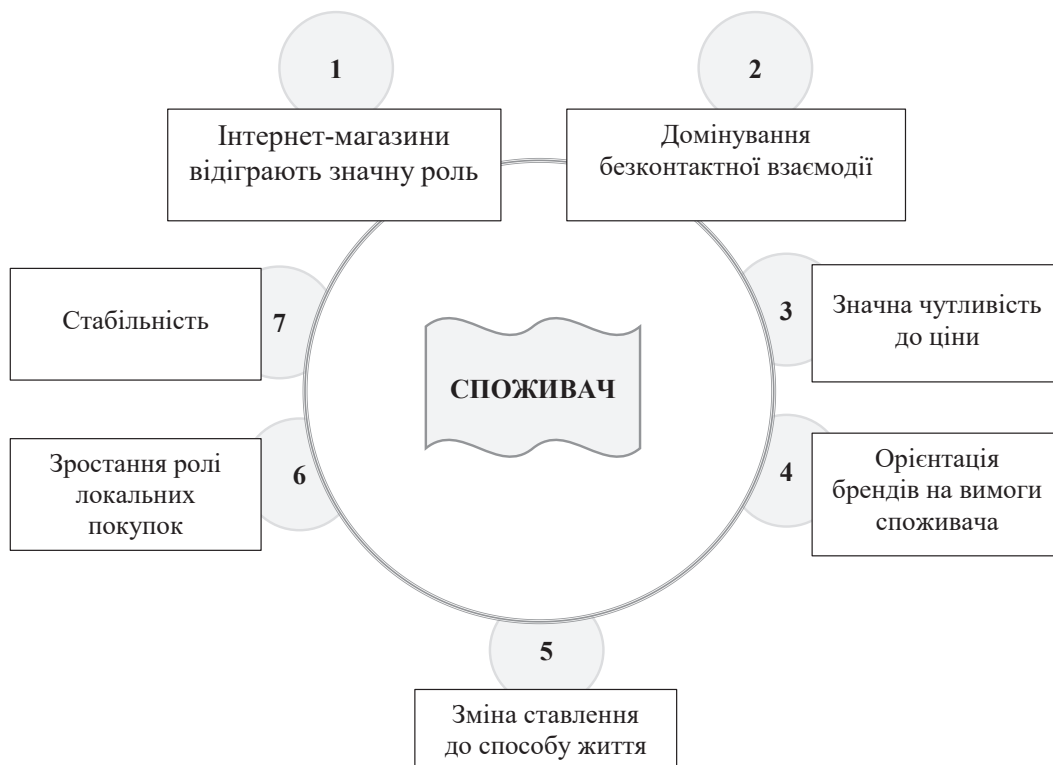 1
Інтернет-магазини
відіграють значну роль
2
Домінування
безконтактної взаємодії
3
Значна чутливість
до ціни
4
Орієнтація
брендів на вимоги
споживача
5
Зміна ставлення
до способу життя
6
Зростання ролі
локальних
покупок
7
Стабільність
СПОЖИВАЧ